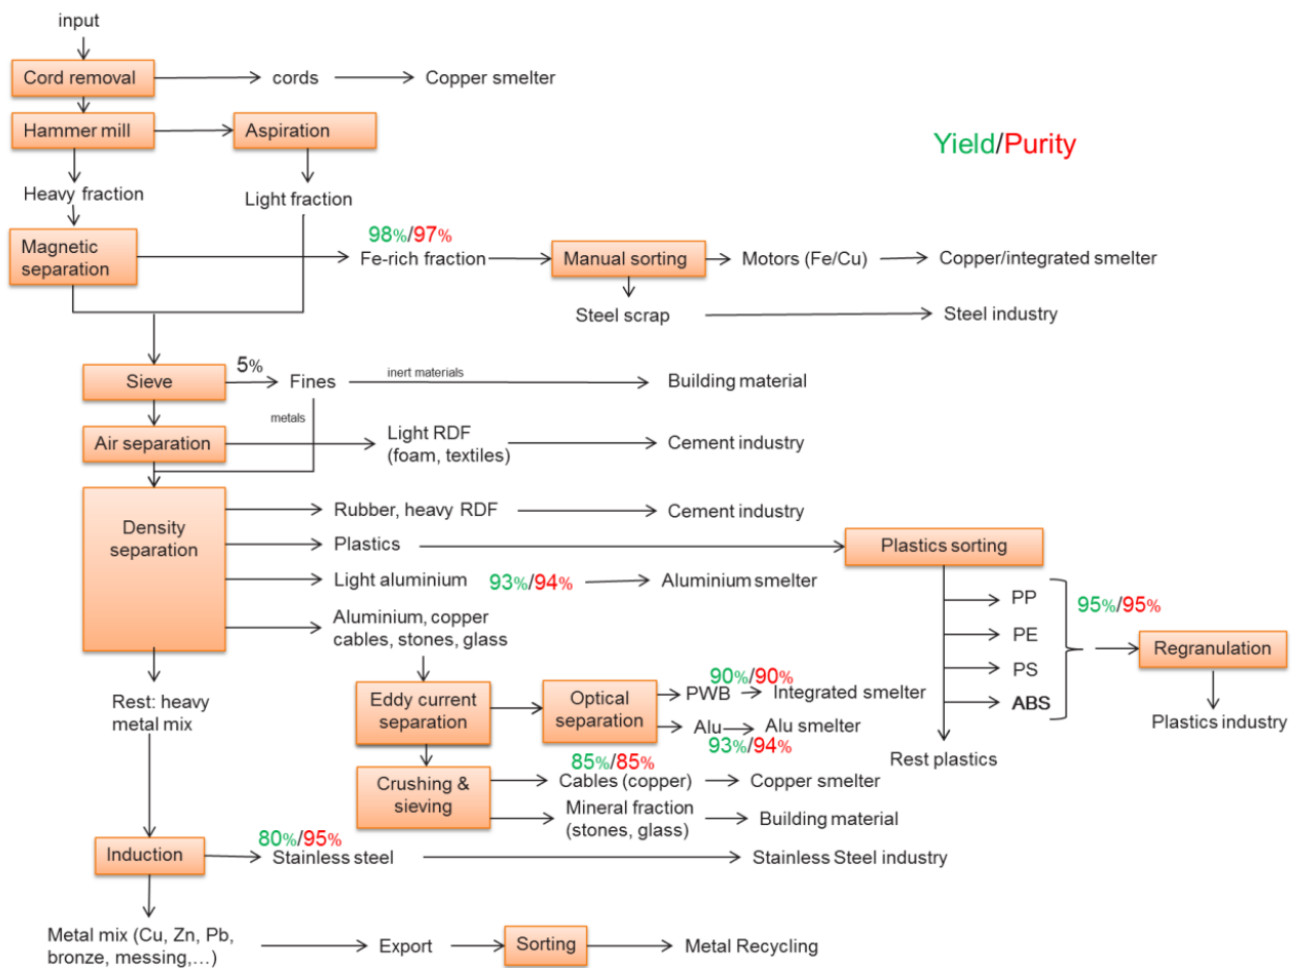 input
Cord removal
cords
Copper smelter
Hammer mill
Aspiration
Yield/Purity
Heavy fraction
Light fraction
98%/97%
Magnetic
separation
Fe-rich fraction
Manual sorting
Motors (Fe/Cu)
Copper/integrated smelter
Steel scrap
Steel industry
Sieve
5%
Fines
inert materials
Building material
metals
Air separation
Light RDF
(foam, textiles)
Cement industry
Density
separation
Rubber, heavy RDF
Cement industry
Plastics
Plastics sorting
Light aluminium
93%/94%
Aluminium smelter
PP
95%/95%
Aluminium, copper
cables, stones, glass
PE
Regranulation
PS
ABS
Plastics industry
Rest plastics
Rest: heavy
metal mix
Eddy current
separation
Optical
separation
90%/90%
PWB
Integrated smelter
Alu
Alu smelter
93%/94%
85%/85%
Crushing &
sieving
Cables (copper)
Copper smelter
Mineral fraction
(stones, glass)
Building material
80%/95%
Induction
Stainless steel
Stainless Steel industry
Metal mix (Cu, Zn, Pb,
bronze, messing,...)
Export
Sorting
Metal Recycling